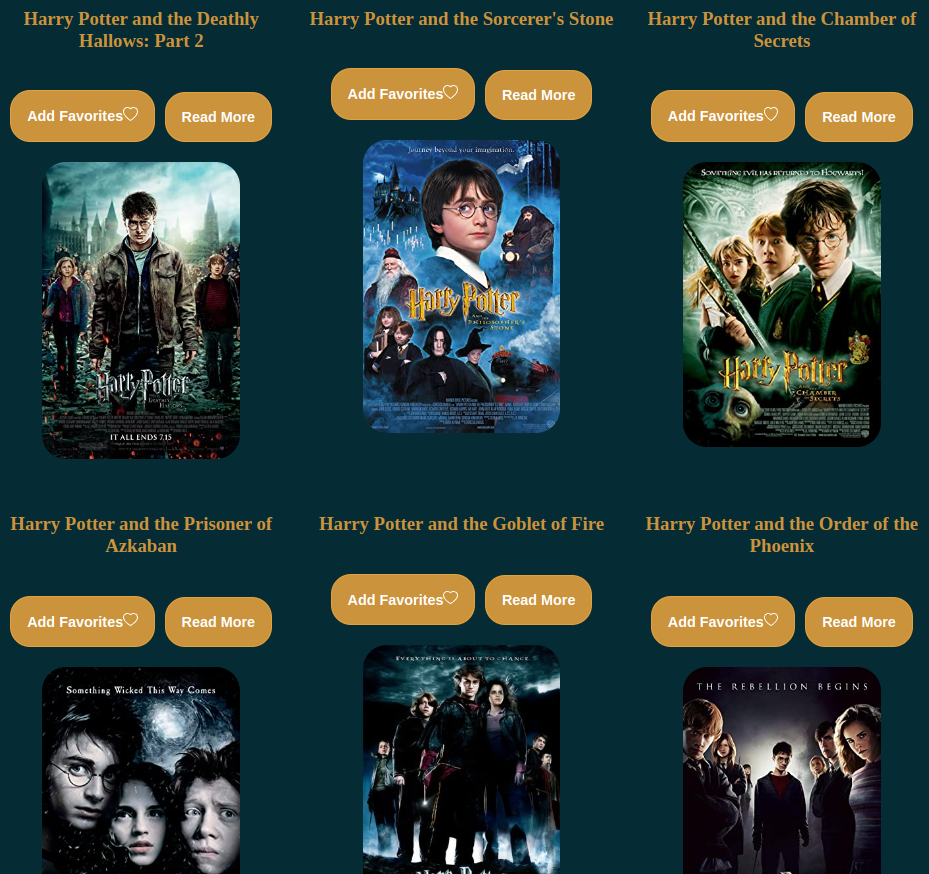 Harry Potter and the Deathly
Hallows: Part 2
Add Favorites
Read More
IT ALL ENDS 7.15
Harry Potter and the Sorcerer's Stone
Add Favorites
Read More
Journey beyond your imagination.
Harry Potter
AND THE
PHILOSOPHER'S
STONE
Harry Potter and the Chamber of
Secrets
Add Favorites
Read More
SOMETHING EVIL HAS RETURNED TO HOGWARTS!
Harry Potter
AND THE
CHAMBER
OF
SECRETS
Harry Potter and the Prisoner of
Azkaban
Add Favorites
Read More
Something Wicked This Way Comes
Harry Potter and the Goblet of Fire
Add Favorites
Read More
EVERYTHING IS ABOUT TO CHANGE.
Harry Potter and the Order of the
Phoenix
Add Favorites
Read More
THE REBELLION BEGINS